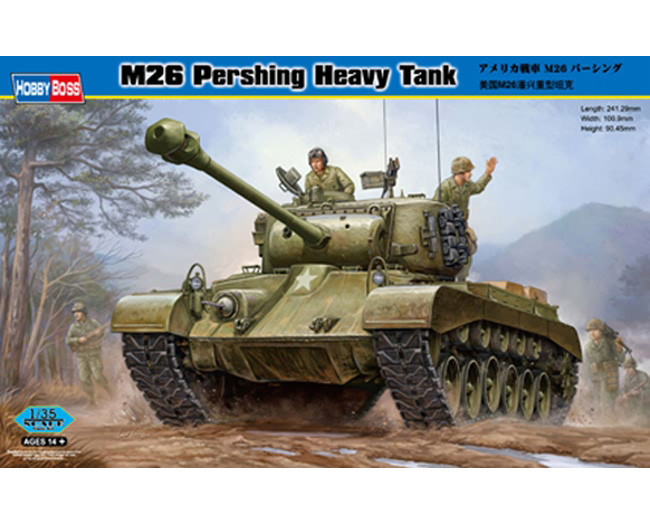 HOBBY BOSS
M26 Pershing Heavy Tank
アメリカ戦車 M26 パーシング
美国M26潘兴重型坦克
Length: 241.29mm
Width: 100.9mm
Height: 90.45mm
1/35
SCALE
AGES 14 +